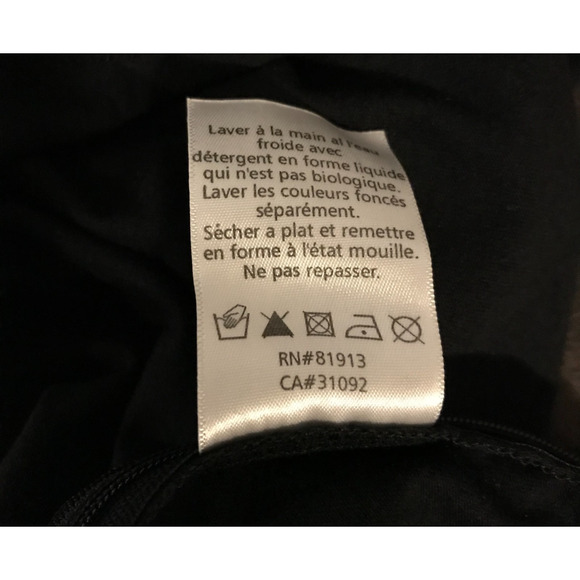 Laver à la main al l'eau
froide avec
détergent en forme liquide
qui n'est pas biologique.
Laver les couleurs foncés
séparément.
Sécher a plat et remettre
en forme à l'état mouille.
Ne pas repasser.
RN#81913
CA#31092